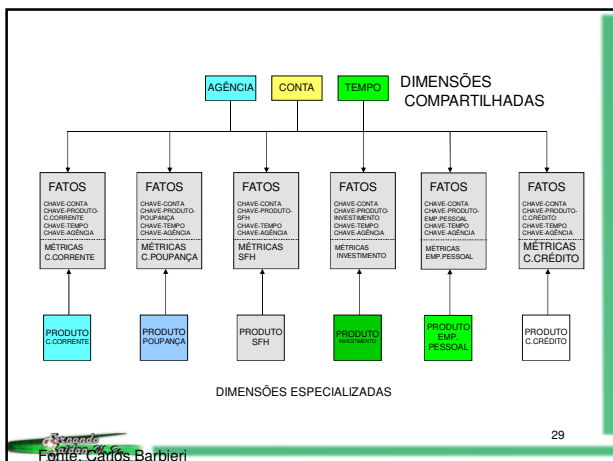 AGÊNCIA
CONTA
TEMPO
DIMENSÕES
COMPARTILHADAS
FATOS
CHAVE-CONTA
CHAVE-PRODUTO-
C.CORRENTE
CHAVE-TEMPO
CHAVE-AGÊNCIA
MÉTRICAS
C.CORRENTE
FATOS
CHAVE-CONTA
CHAVE-PRODUTO-
POUPANÇA
CHAVE-TEMPO
CHAVE-AGÊNCIA
MÉTRICAS
C.POUPANÇA
FATOS
CHAVE-CONTA
CHAVE-PRODUTO-
SFH
CHAVE-TEMPO
CHAVE-AGÊNCIA
MÉTRICAS
SFH
FATOS
CHAVE-CONTA
CHAVE-PRODUTO-
INVESTIMENTO
CHAVE-TEMPO
CHAVE-AGÊNCIA
MÉTRICAS
INVESTIMENTO
FATOS
CHAVE-CONTA
CHAVE-PRODUTO-
EMP.PESSOAL
CHAVE-TEMPO
CHAVE-AGÊNCIA
MÉTRICAS
EMP.PESSOAL
FATOS
CHAVE-CONTA
CHAVE-PRODUTO-
C.CRÉDITO
CHAVE-TEMPO
CHAVE-AGÊNCIA
MÉTRICAS
C.CRÉDITO
PRODUTO
C.CORRENTE
PRODUTO
POUPANÇA
PRODUTO
SFH
PRODUTO
INVESTIMENTO
PRODUTO
EMP.
PESSOAL
PRODUTO
C.CRÉDITO
DIMENSÕES ESPECIALIZADAS
29
Fonte: Carlos Barbieri